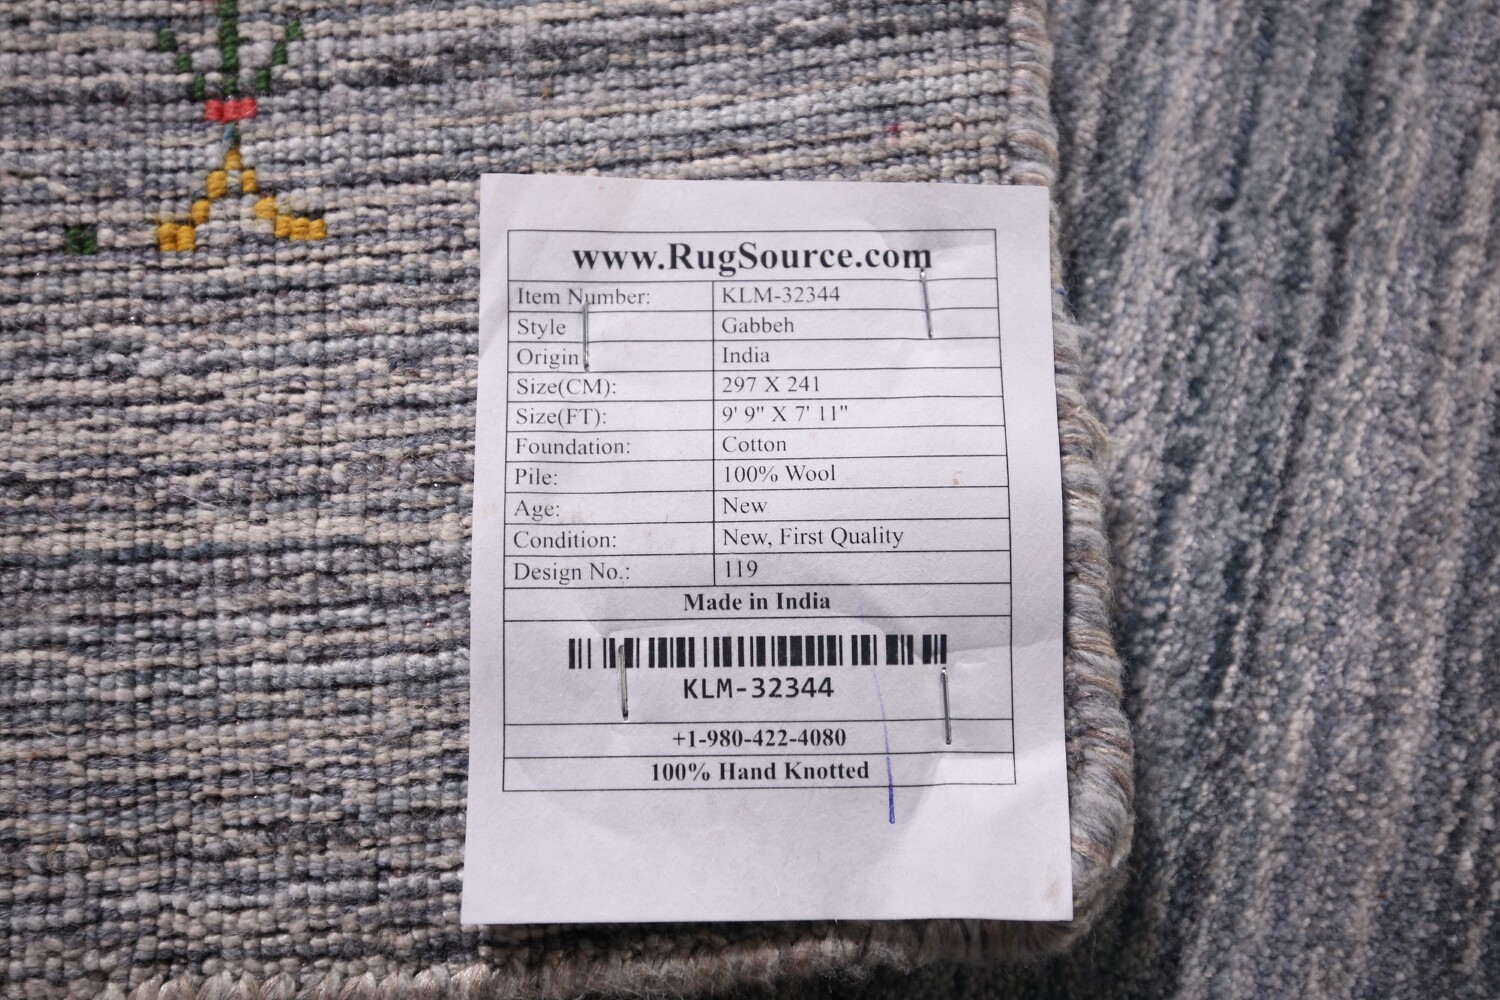 www.RugSource.com
Item Number: KLM-32344
Style Gabbeh
Origin India
Size(CM): 297 X 241
Size(FT): 9' 9" X 7' 11"
Foundation: Cotton
Pile: 100% Wool
Age: New
Condition: New, First Quality
Design No.: 119
Made in India
KLM-32344
+1-980-422-4080
100% Hand Knotted